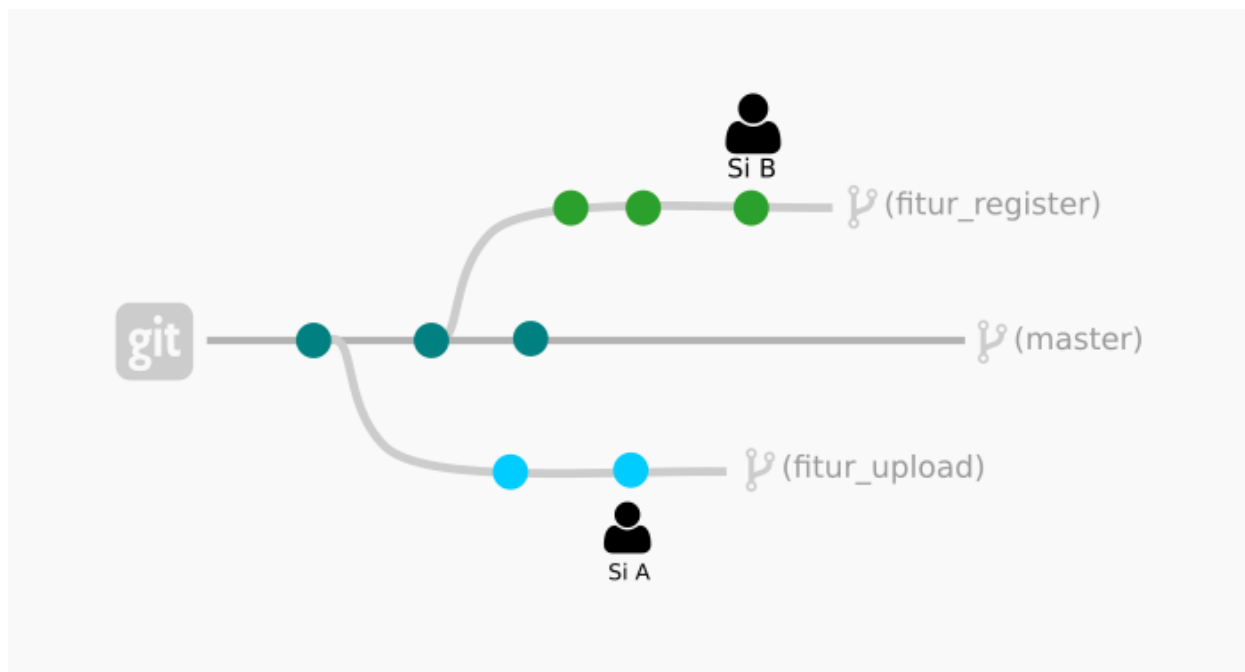 Si B
(fitur_register)
git
(master)
(fitur_upload)
Si A